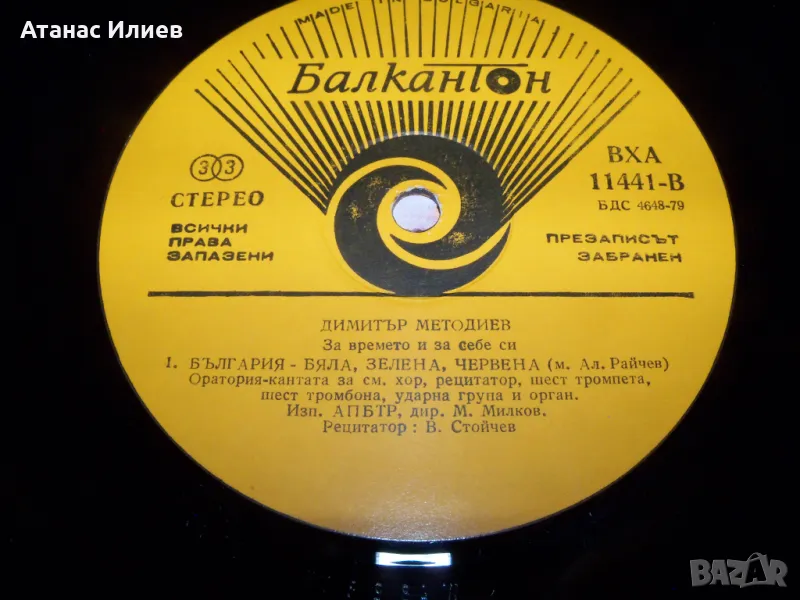 Атанас Илиев
MADE IN BULGARIA
Балкантон
33
СТЕРЕО
ВСИЧКИ
ПРАВА
ЗАПАЗЕНИ
ВХА
11441-В
БДС 4648-79
ПРЕЗАПИСЪТ
ЗАБРАНЕН
ДИМИТЪР МЕТОДИЕВ
За времето и за себе си
1. БЪЛГАРИЯ - БЯЛА, ЗЕЛЕНА, ЧЕРВЕНА (м. Ал. Райчев)
Оратория-кантата за см. хор, рецитатор, шест тромпета,
шест тромбона, ударна група и орган.
Изп. АПБТР, дир. М. Милков.
Рецитатор: В. Стойчев
BAZAR